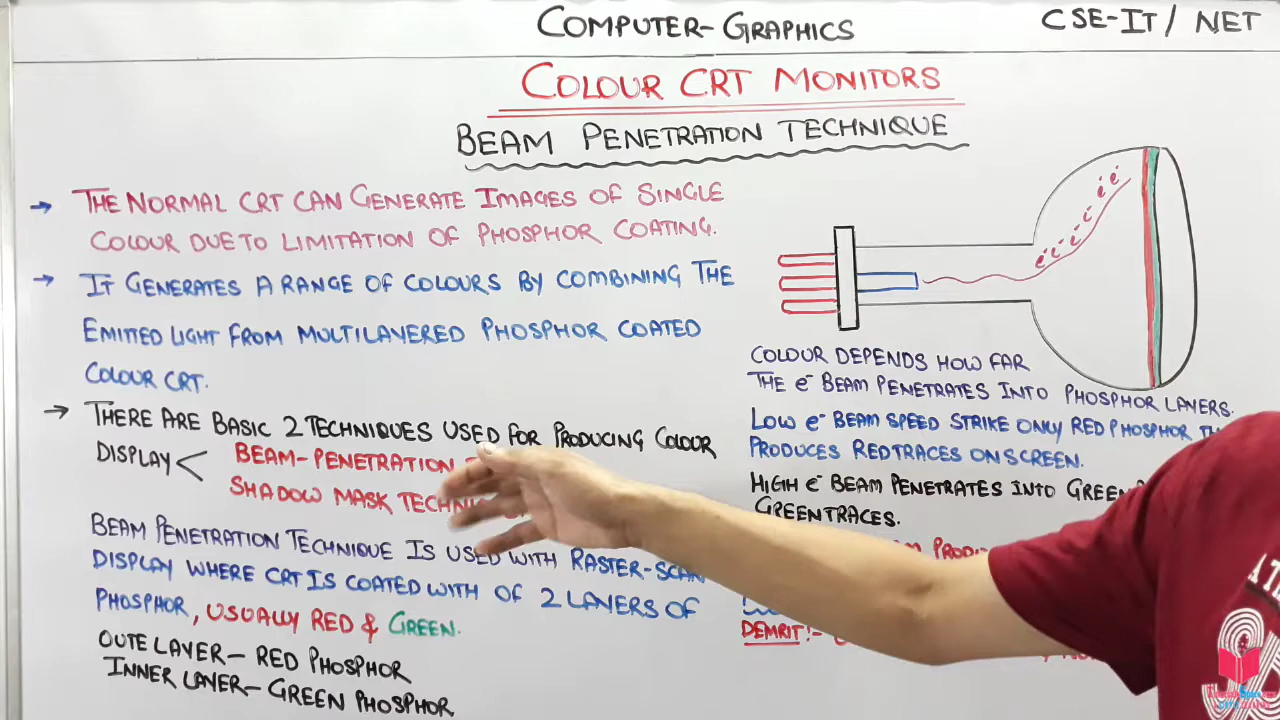 COMPUTER-GRAPHICS
CSE-IT / NET
COLOUR CRT MONITORS
BEAM PENETRATION TECHNIQUE
→ THE NORMAL CRT CAN GENERATE IMAGES OF SINGLE
COLOUR DUE TO LIMITATION OF PHOSPHOR COATING.
→ IT GENERATES A RANGE OF COLOURS BY COMBINING THE
EMITTED LIGHT FROM MULTILAYERED PHOSPHOR COATED
COLOUR CRT.
→ THERE ARE BASIC 2 TECHNIQUES USED FOR PRODUCING COLOUR
DISPLAY < BEAM-PENETRATION
SHADOW MASK
BEAM PENETRATION TECHNIQUE IS USED WITH RASTER-SCAN
DISPLAY WHERE CRT IS COATED WITH OF 2 LAYERS OF
PHOSPHOR, USUALLY RED & GREEN.
OUTE LAYER – RED PHOSPHOR
INNER LAYER – GREEN PHOSPHOR
e⁻ e⁻ e⁻ e⁻ e⁻ e⁻
COLOUR DEPENDS HOW FAR
THE e⁻ BEAM PENETRATES INTO PHOSPHOR LAYERS.
LOW e⁻ BEAM SPEED STRIKE ONLY RED PHOSPHOR
PRODUCES RED TRACES ON SCREEN.
HIGH e⁻ BEAM PENETRATES INTO GREEN
GREEN TRACES.
DEMRIT!-